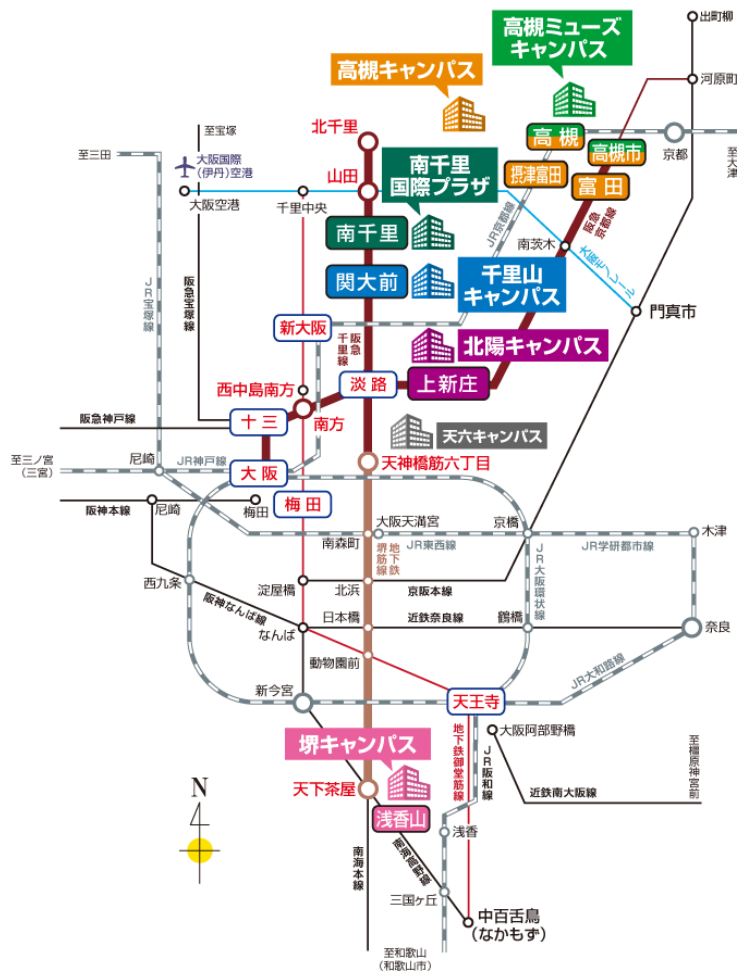 出町柳
高槻ミューズ
キャンパス
高槻キャンパス
河原町
北千里
至宝塚
高槻
京都
至大津
高槻市
至三田
大阪国際
(伊丹)空港
山田
南千里
国際プラザ
摂津富田
富田
大阪空港
千里中央
JR京都線
阪急
京都線
南千里
南茨木
大阪モノレール
JR宝塚線
阪急宝塚線
関大前
千里山
キャンパス
門真市
新大阪
阪急
千里線
北陽キャンパス
西中島南方
淡路
上新庄
阪急神戸線
十三
南方
天六キャンパス
至三ノ宮
(三宮)
尼崎
JR神戸線
大阪
天神橋筋六丁目
阪神本線
尼崎
梅田
梅田
大阪天満宮
京橋
木津
南森町
地下鉄
堺筋線
JR東西線
JR学研都市線
JR大阪環状線
西九条
淀屋橋
北浜
京阪本線
阪神なんば線
日本橋
近鉄奈良線
鶴橋
なんば
奈良
動物園前
JR大和路線
新今宮
天王寺
堺キャンパス
地下鉄御堂筋線
JR阪和線
大阪阿部野橋
至橿原神宮前
N
天下茶屋
近鉄南大阪線
浅香山
浅香
南海本線
南海高野線
三国ヶ丘
中百舌鳥
(なかもず)
至和歌山
(和歌山市)